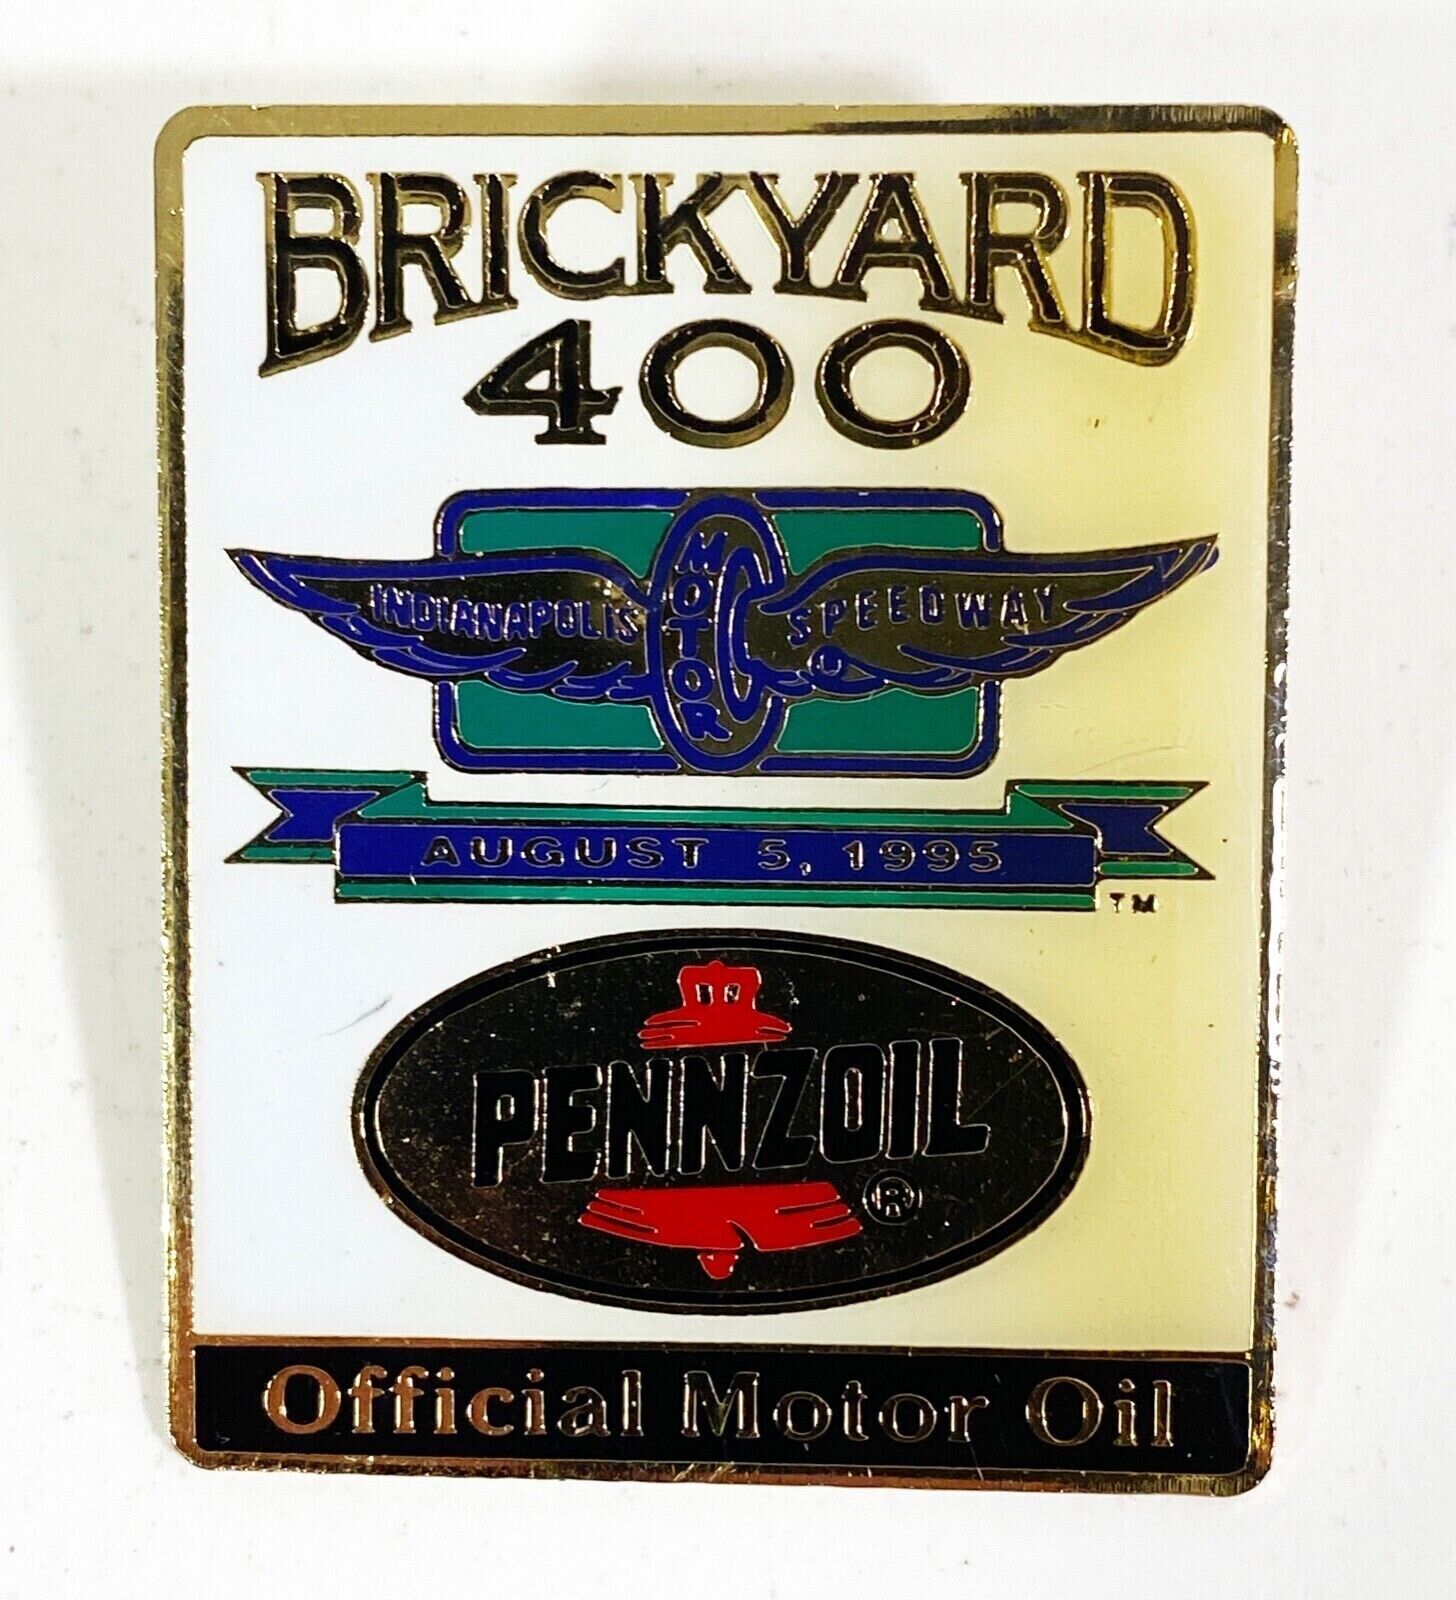 BRICKYARD
400
INDIANAPOLIS MOTOR SPEEDWAY
AUGUST 5, 1995
TM
PENNZOIL
®
Official Motor Oil